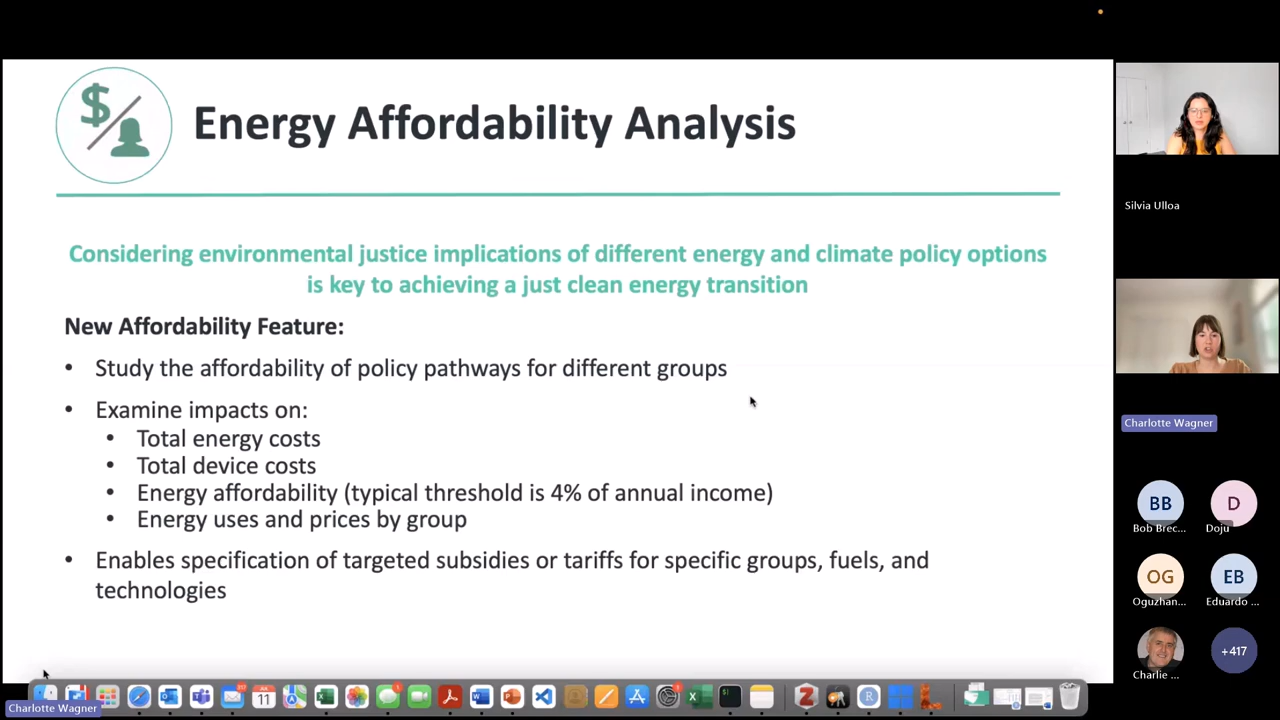 $
Energy Affordability Analysis
Considering environmental justice implications of different energy and climate policy options
is key to achieving a just clean energy transition
New Affordability Feature:
• Study the affordability of policy pathways for different groups
• Examine impacts on:
• Total energy costs
• Total device costs
• Energy affordability (typical threshold is 4% of annual income)
• Energy uses and prices by group
• Enables specification of targeted subsidies or tariffs for specific groups, fuels, and
technologies
Silvia Ulloa
Charlotte Wagner
BB
D
Bob Brec...
Doju
OG
EB
Oguzhan...
Eduardo ...
Charlie ...
+417
11
Charlotte Wagner